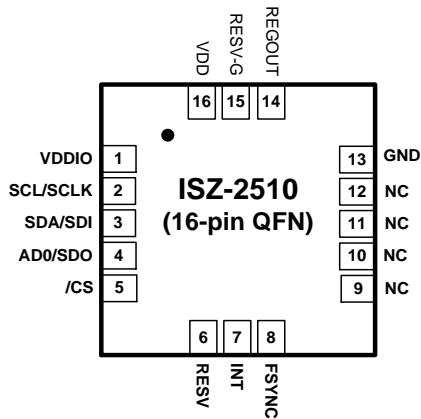 VDD
RESV-G
REGOUT
16
15
14
VDDIO 1
SCL/SCLK 2
SDA/SDI 3
AD0/SDO 4
/CS 5
ISZ-2510
(16-pin QFN)
13 GND
12 NC
11 NC
10 NC
9 NC
6
7
8
RESV
INT
FSYNC